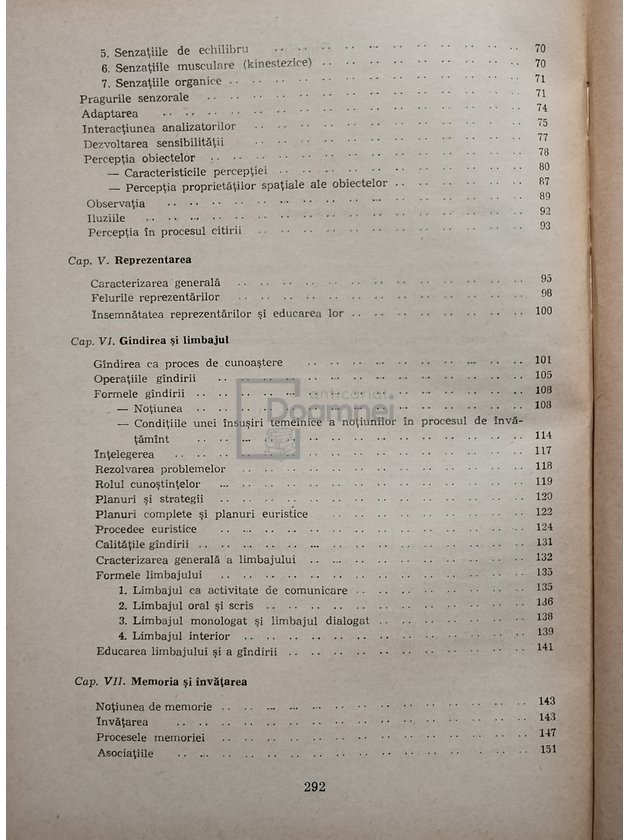 5. Senzațiile de echilibru 70
6. Senzațiile musculare (kinestezice) 70
7. Senzațiile organice 71
Pragurile senzorale 71
Adaptarea 74
Interacțiunea analizatorilor 75
Dezvoltarea sensibilității 77
Percepția obiectelor 78
— Caracteristicile percepției 80
— Percepția proprietăților spațiale ale obiectelor 87
Observația 89
Iluziile 92
Percepția în procesul citirii 93
Cap. V. Reprezentarea
Caracterizarea generală 95
Felurile reprezentărilor 98
Insemnătatea reprezentărilor și educarea lor 100
Cap. VI. Gîndirea și limbajul
Gîndirea ca proces de cunoaștere 101
Operațiile gîndirii 105
Formele gîndirii 108
— Noțiunea 108
— Condițiile unei însușiri temeinice a noțiunilor în procesul de învă-
țămînt 114
Înțelegerea 117
Rezolvarea problemelor 118
Rolul cunoștințelor 119
Planuri și strategii 120
Planuri complete și planuri euristice 122
Procedee euristice 124
Calitățile gîndirii 131
Cracterizarea generală a limbajului 132
Formele limbajului 135
1. Limbajul ca activitate de comunicare 135
2. Limbajul oral și scris 136
3. Limbajul monologat și limbajul dialogat 138
4. Limbajul interior 139
Educarea limbajului și a gîndirii 141
Cap. VII. Memoria și învățarea
Noțiunea de memorie 143
Învățarea 143
Procesele memoriei 147
Asociațiile 151
292
anticariat
Doamnei